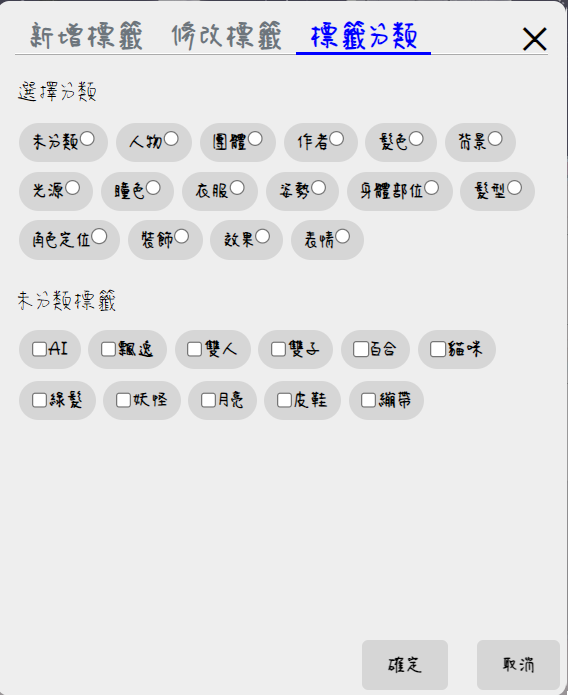 新增標籤 修改標籤 標籤分類
選擇分類
未分類 人物 團體 作者 髮色 背景
光源 瞳色 衣服 姿勢 身體部位 髮型
角色定位 裝飾 效果 表情
未分類標籤
AI 飄逸 雙人 雙子 百合 貓咪
綠髮 妖怪 月亮 皮鞋 繃帶
確定 取消